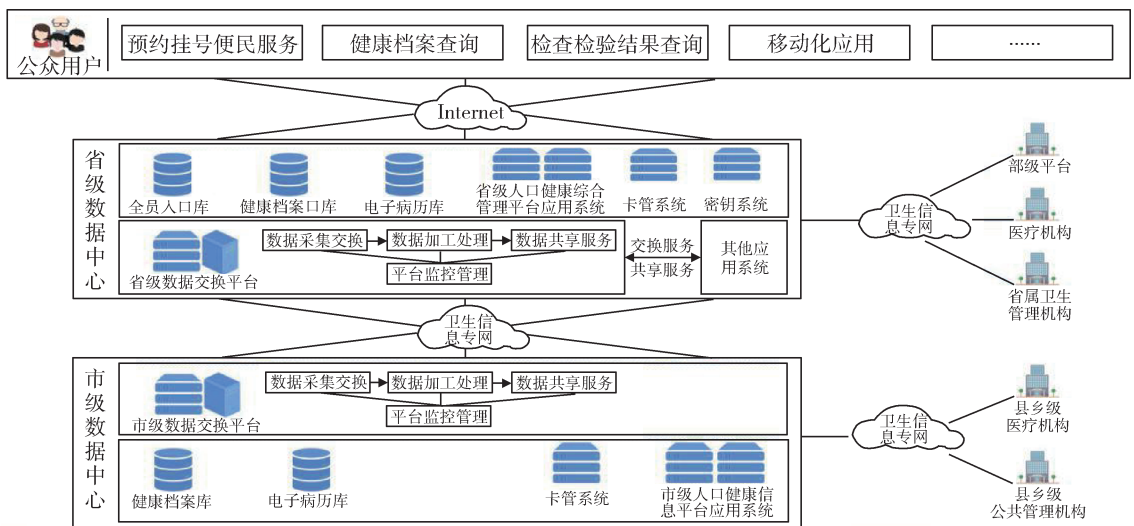 公众用户
预约挂号便民服务
健康档案查询
检查检验结果查询
移动化应用
······
Internet
省级数据中心
全员人口库
健康档案口库
电子病历库
省级人口健康综合
管理平台应用系统
卡管系统
密钥系统
省级数据交换平台
数据采集交换
数据加工处理
数据共享服务
平台监控管理
交换服务
共享服务
其他应
用系统
卫生信
息专网
部级平台
医疗机构
省属卫生
管理机构
卫生信
息专网
市级数据中心
市级数据交换平台
数据采集交换
数据加工处理
数据共享服务
平台监控管理
健康档案库
电子病历库
卡管系统
市级人口健康信
息平台应用系统
卫生信
息专网
县乡级
医疗机构
县乡级
公共管理机构